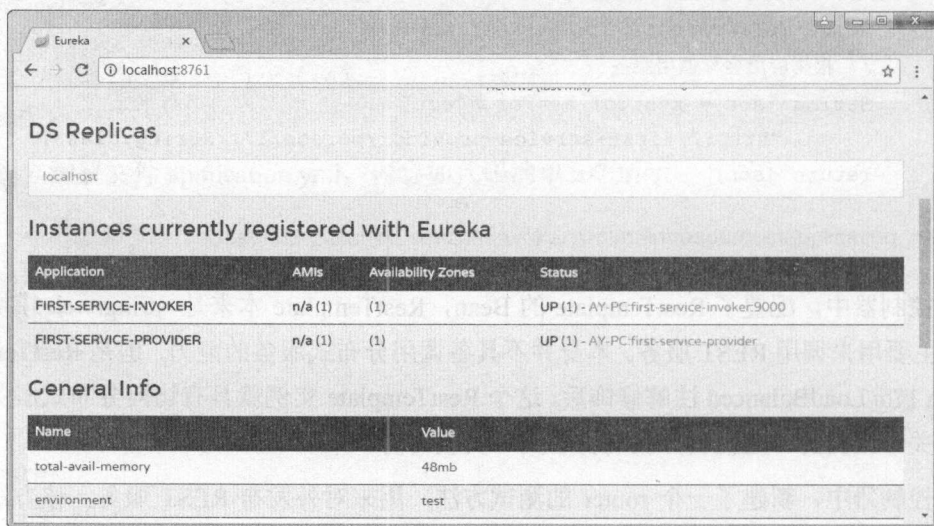 Eureka
localhost:8761
DS Replicas
localhost
Instances currently registered with Eureka
Application AMIs Availability Zones Status
FIRST-SERVICE-INVOKER n/a (1) (1) UP (1) - AY-PC:first-service-invoker:9000
FIRST-SERVICE-PROVIDER n/a (1) (1) UP (1) - AY-PC:first-service-provider
General Info
Name Value
total-avail-memory 48mb
environment test